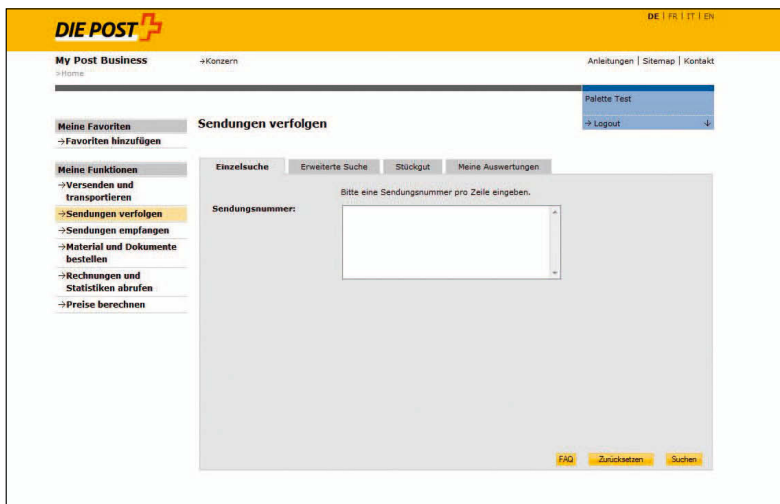 DE | FR | IT | EN
DIE POST
My Post Business
→Konzern
Anleitungen | Sitemap | Kontakt
>Home
Palette Test
→ Logout
Meine Favoriten
→Favoriten hinzufügen
Sendungen verfolgen
Meine Funktionen
→Versenden und
transportieren
→Sendungen verfolgen
→Sendungen empfangen
→Material und Dokumente
bestellen
→Rechnungen und
Statistiken abrufen
→Preise berechnen
Einzelsuche
Erweiterte Suche
Stückgut
Meine Auswertungen
Bitte eine Sendungsnummer pro Zeile eingeben.
Sendungsnummer:
FAQ
Zurücksetzen
Suchen